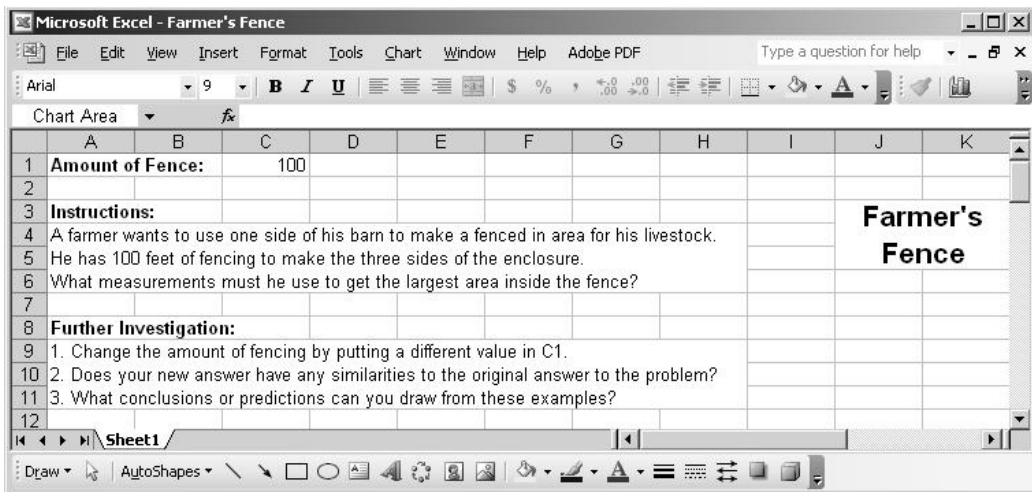 Microsoft Excel - Farmer's Fence
File Edit View Insert Format Tools Chart Window Help Adobe PDF Type a question for help
Arial 9 B I U $ % , .00 .00
Chart Area fx
A B C D E F G H I J K
1 Amount of Fence: 100
2
3 Instructions:
4 A farmer wants to use one side of his barn to make a fenced in area for his livestock.
5 He has 100 feet of fencing to make the three sides of the enclosure.
6 What measurements must he use to get the largest area inside the fence?
Farmer's
Fence
7
8 Further Investigation:
9 1. Change the amount of fencing by putting a different value in C1.
10 2. Does your new answer have any similarities to the original answer to the problem?
11 3. What conclusions or predictions can you draw from these examples?
12
Sheet1
Draw AutoShapes A A